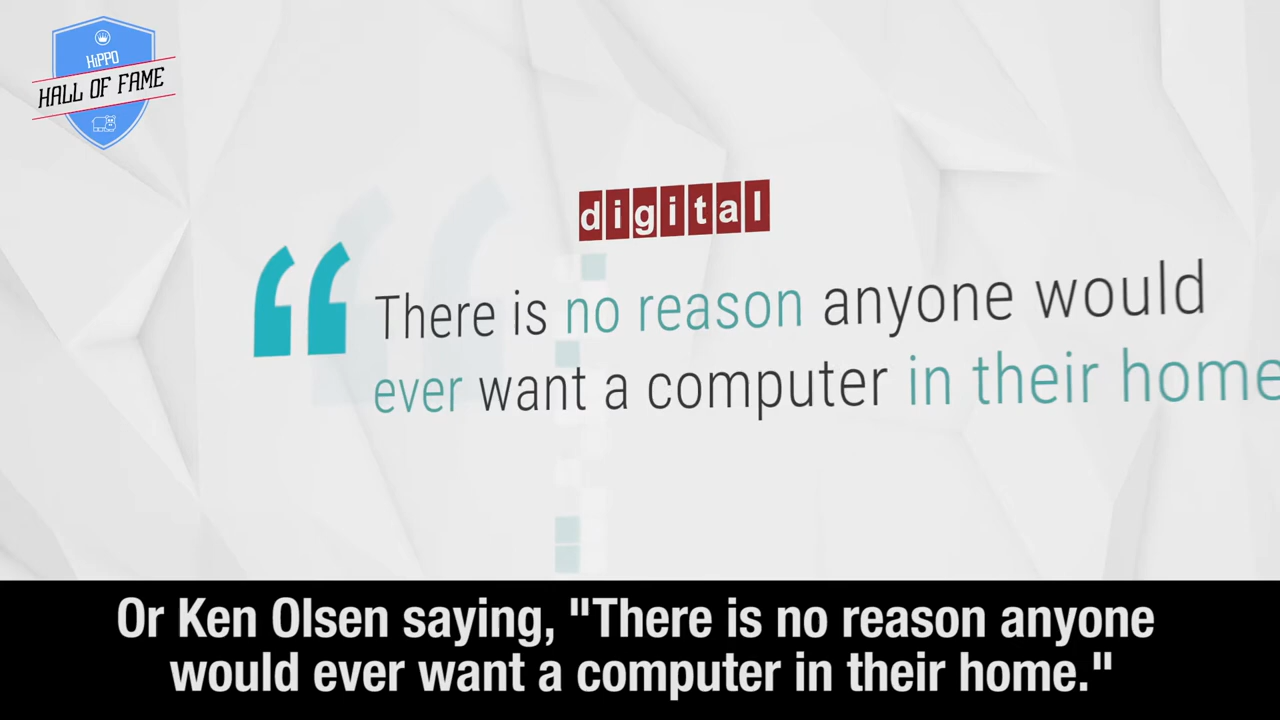 HiPPO
HALL OF FAME
digital
“There is no reason anyone would
ever want a computer in their home
Or Ken Olsen saying, "There is no reason anyone
would ever want a computer in their home."